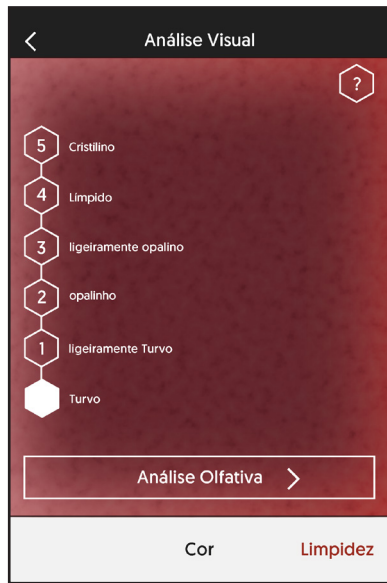 Análise Visual
?
5 Cristilino
4 Límpido
3 ligeiramente opalino
2 opalinho
1 ligeiramente Turvo
Turvo
Análise Olfativa
Cor Limpidez